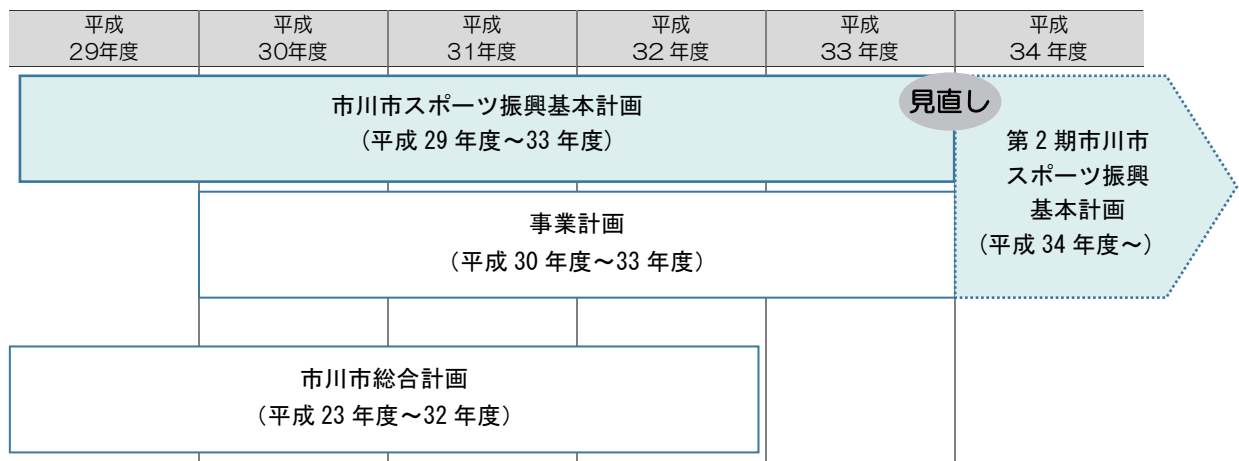 平成
29年度
平成
30年度
平成
31年度
平成
32 年度
平成
33 年度
平成
34 年度
見直し
市川市スポーツ振興基本計画
（平成 29 年度～33 年度）
第 2 期市川市
スポーツ振興
基本計画
（平成 34 年度～）
事業計画
（平成 30 年度～33 年度）
市川市総合計画
（平成 23 年度～32 年度）